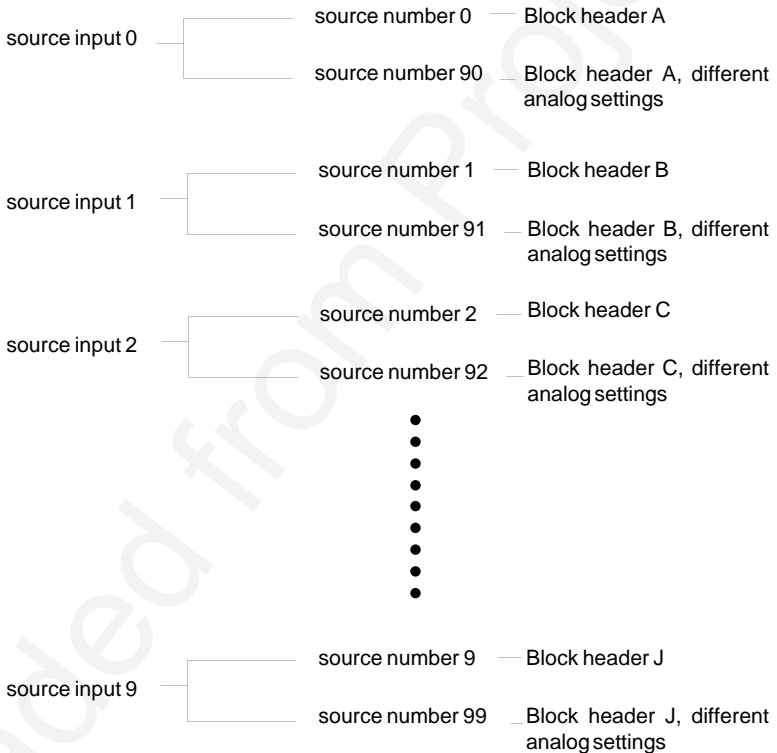 source number 0 Block header A
source input 0
source number 90 Block header A, different
analog settings
source number 1 Block header B
source input 1
source number 91 Block header B, different
analog settings
source number 2 Block header C
source input 2
source number 92 Block header C, different
analog settings
source number 9 Block header J
source input 9
source number 99 Block header J, different
analog settings
aded from Proje